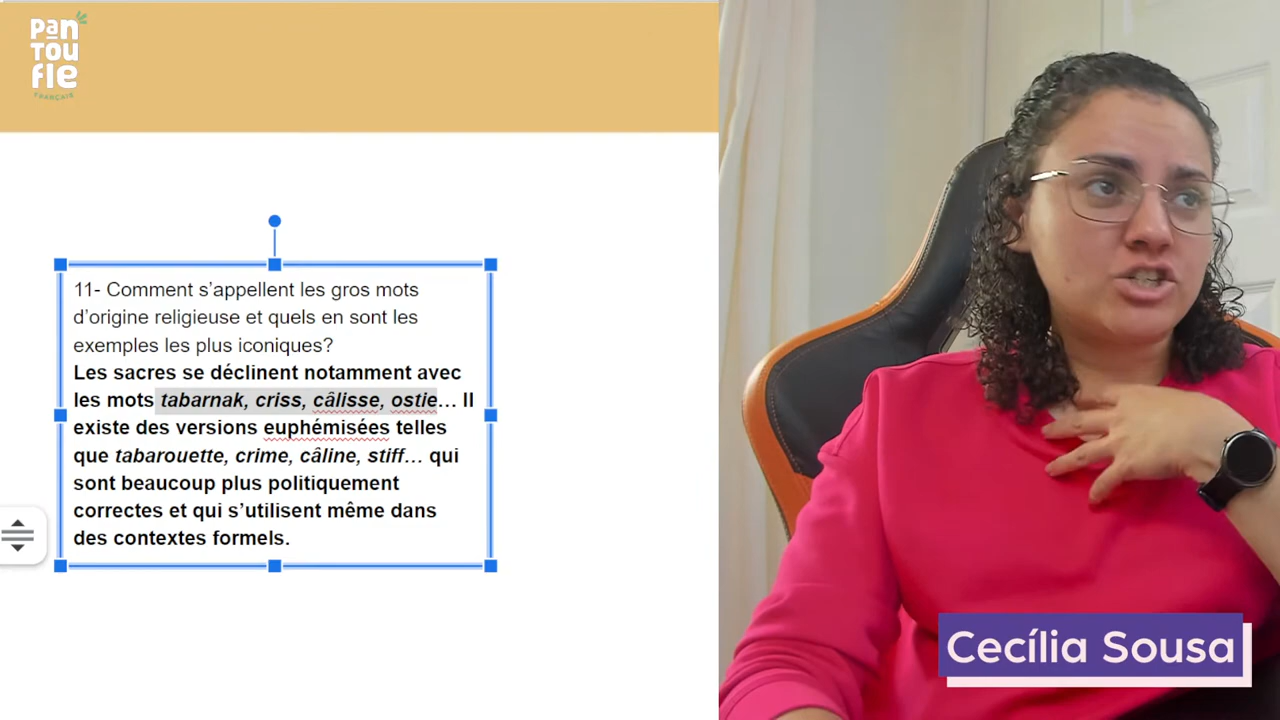 Pan
TOU
fle
FRANÇAIS
11- Comment s’appellent les gros mots
d’origine religieuse et quels en sont les
exemples les plus iconiques?
Les sacres se déclinent notamment avec
les mots tabarnak, criss, câlisse, ostie… Il
existe des versions euphémisées telles
que tabarouette, crime, câline, stiff… qui
sont beaucoup plus politiquement
correctes et qui s’utilisent même dans
des contextes formels.
Cecília Sousa